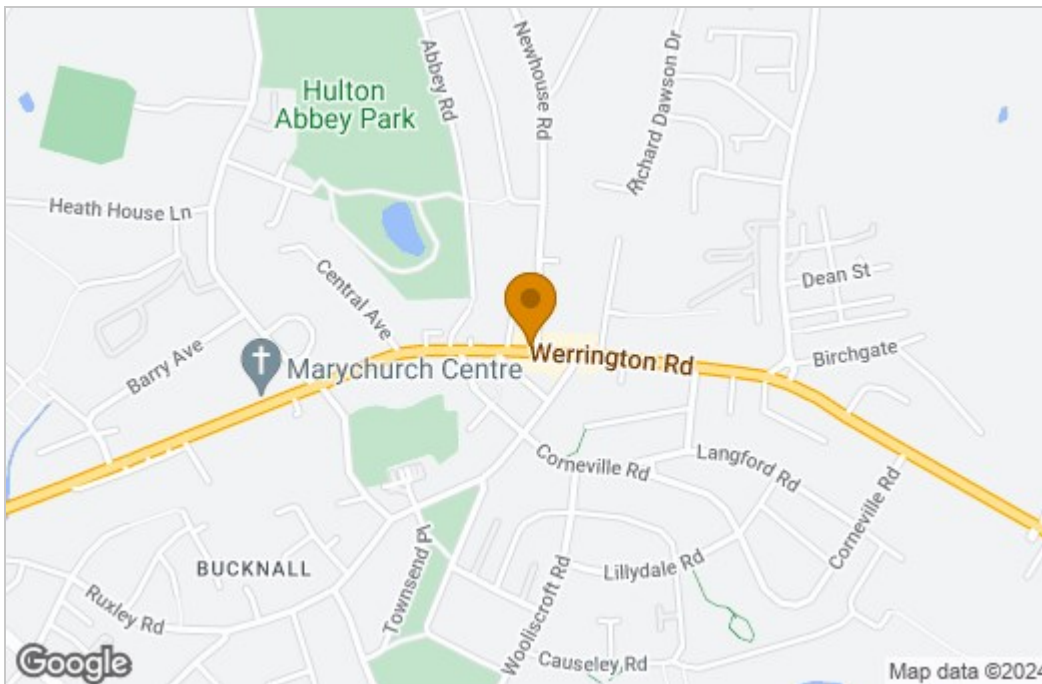 Hulton
Abbey Park
Abbey Rd
Newhouse Rd
Richard Dawson Dr
Heath House Ln
Central Ave
Dean St
Barry Ave
Marychurch Centre
Werrington Rd
Birchgate
Corneville Rd
Langford Rd
Corneville Rd
BUCKNALL
Townsend Pl
Lillydale Rd
Ruxley Rd
Wooliscroft Rd
Causeley Rd
Google
Map data ©2024